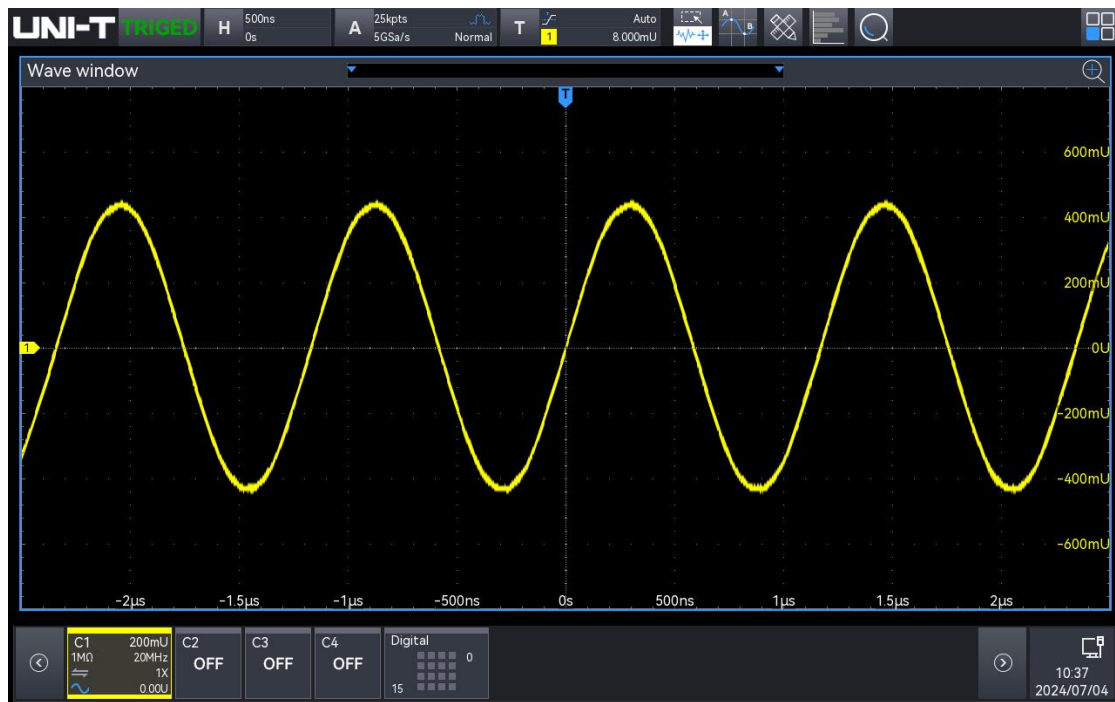 UNI-T TRIGED H 500ns 0s A 25kpts 5GSa/s Normal T 1 Auto 8.000mU
Wave window
T
600mU
400mU
200mU
1 0U
-200mU
-400mU
-600mU
-2µs -1.5µs -1µs -500ns 0s 500ns 1µs 1.5µs 2µs
C1 200mU
1MΩ 20MHz
1X
0.00U
C2
OFF
C3
OFF
C4
OFF
Digital
0
15
10:37
2024/07/04